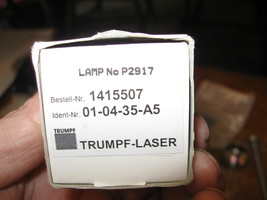 LAMP No P2917
Bestell-Nr. 1415507
Ident-Nr. 01-04-35-A5
TRUMPF
TRUMPF-LASER